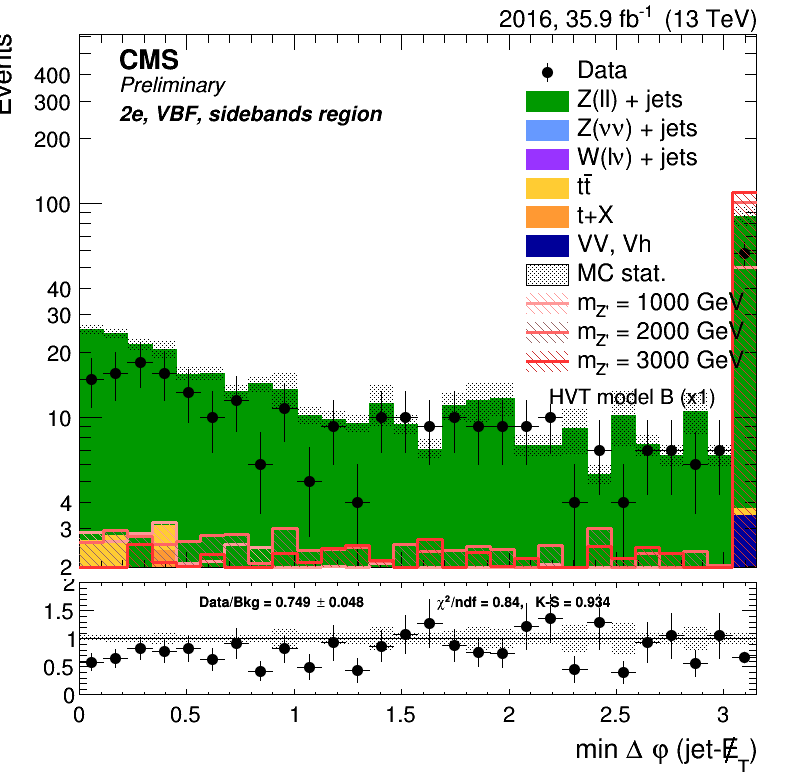 2016, 35.9 fb⁻¹ (13 TeV)
Events
CMS
Preliminary
2e, VBF, sidebands region
Data
Z(ll) + jets
Z(νν) + jets
W(lν) + jets
tt̄
t+X
VV, Vh
MC stat.
m_Z' = 1000 GeV
m_Z' = 2000 GeV
m_Z' = 3000 GeV
HVT model B (x1)
400
300
200
100
40
30
20
10
4
3
2
Data/Bkg = 0.749 ± 0.048 χ²/ndf = 0.84, K-S = 0.934
2
1.5
1
0.5
0
0 0.5 1 1.5 2 2.5 3
min Δ φ (jet-E̸_T)